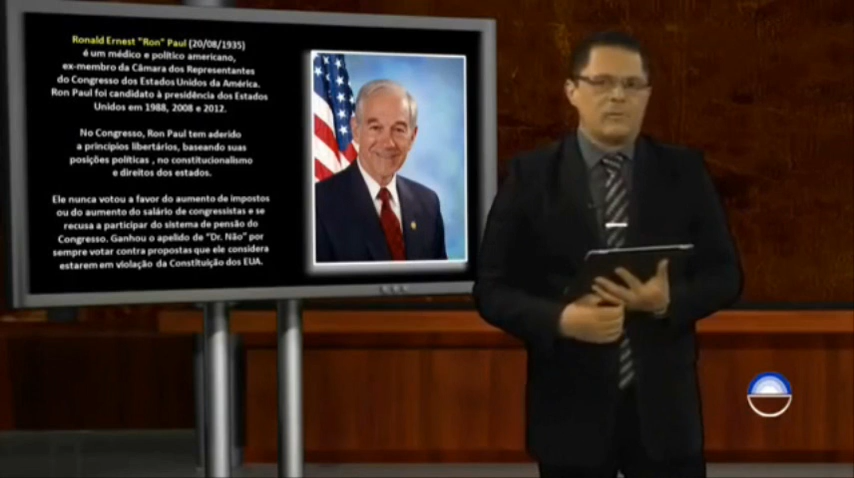 Ronald Ernest "Ron" Paul (20/08/1935)
é um médico e político americano,
ex-membro da Câmara dos Representantes
do Congresso dos Estados Unidos da América.
Ron Paul foi candidato à presidência dos Estados
Unidos em 1988, 2008 e 2012.
No Congresso, Ron Paul tem aderido
a princípios libertários, baseando suas
posições políticas , no constitucionalismo
e direitos dos estados.
Ele nunca votou a favor do aumento de impostos
ou do aumento do salário de congressistas e se
recusa a participar do sistema de pensão do
Congresso. Ganhou o apelido de "Dr. Não" por
sempre votar contra propostas que ele considera
estarem em violação da Constituição dos EUA.